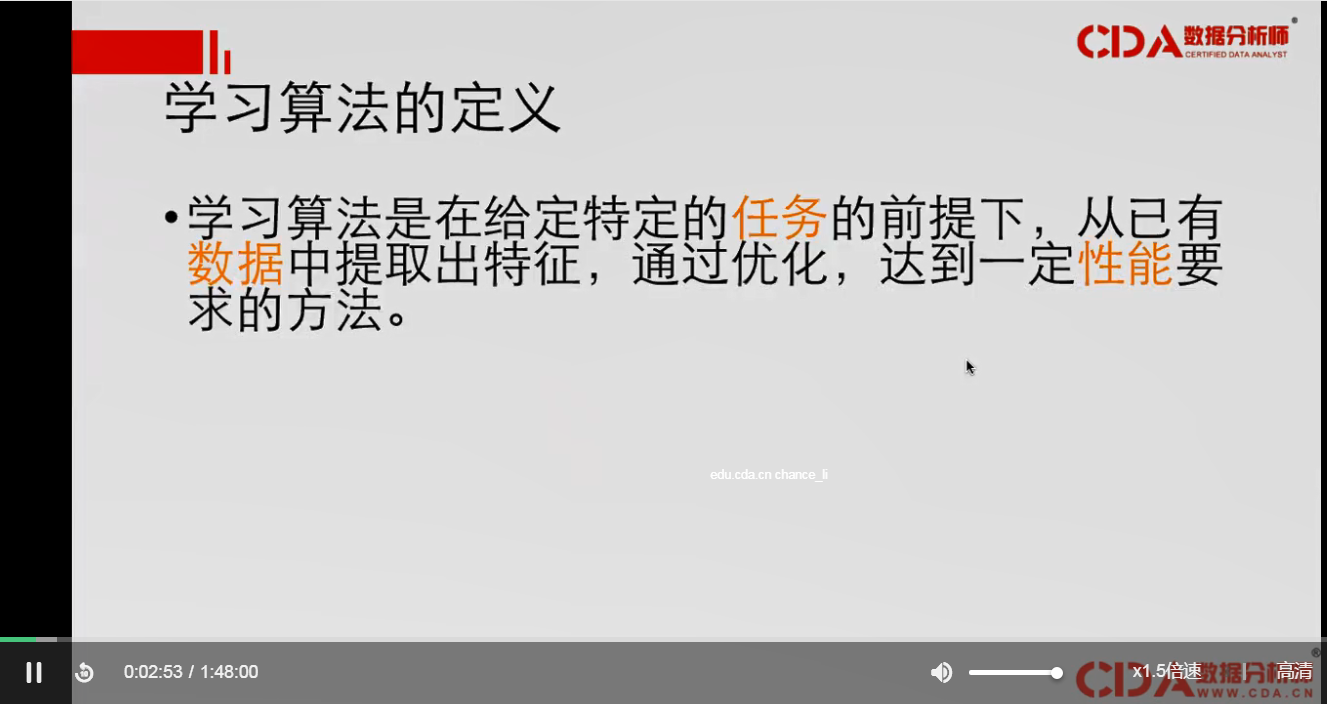 CDA数据分析师
CERTIFIED DATA ANALYST
学习算法的定义
•学习算法是在给定特定的任务的前提下，从已有
数据中提取出特征，通过优化，达到一定性能要
求的方法。
edu.cda.cn chance_li
0:02:53 / 1:48:00
x1.5倍速
高清
CDA数据分析师
WWW.CDA.CN